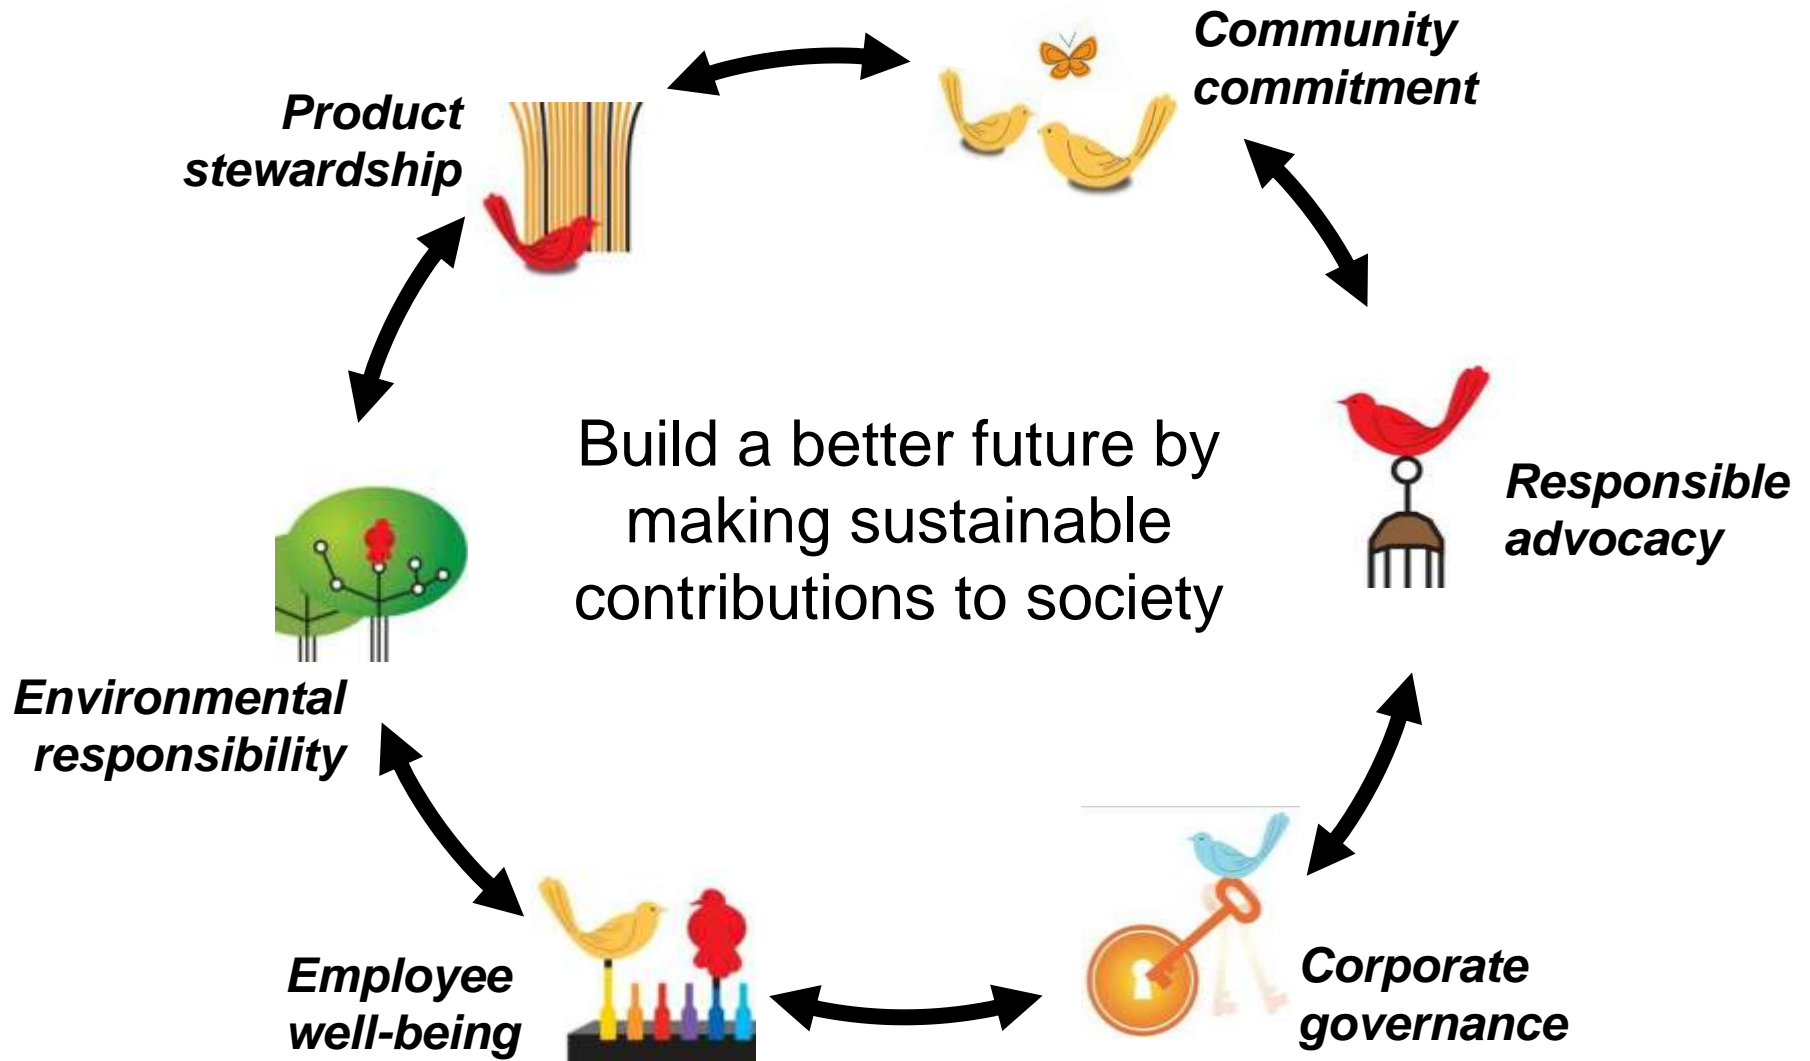 Community
commitment
Product
stewardship
Responsible
advocacy
Build a better future by
making sustainable
contributions to society
Environmental
responsibility
Corporate
governance
Employee
well-being